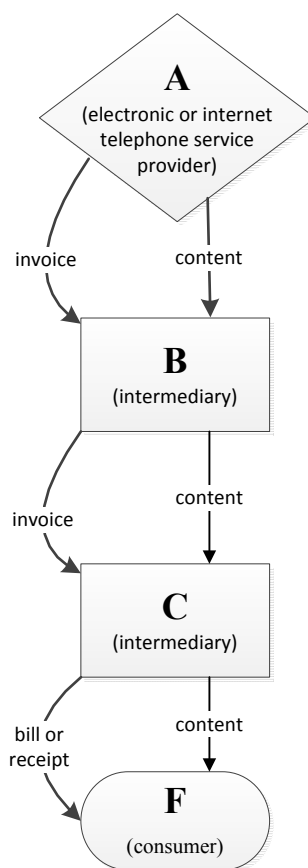 A
(electronic or internet
telephone service
provider)
invoice
content
B
(intermediary)
invoice
content
C
(intermediary)
bill or
receipt
content
F
(consumer)